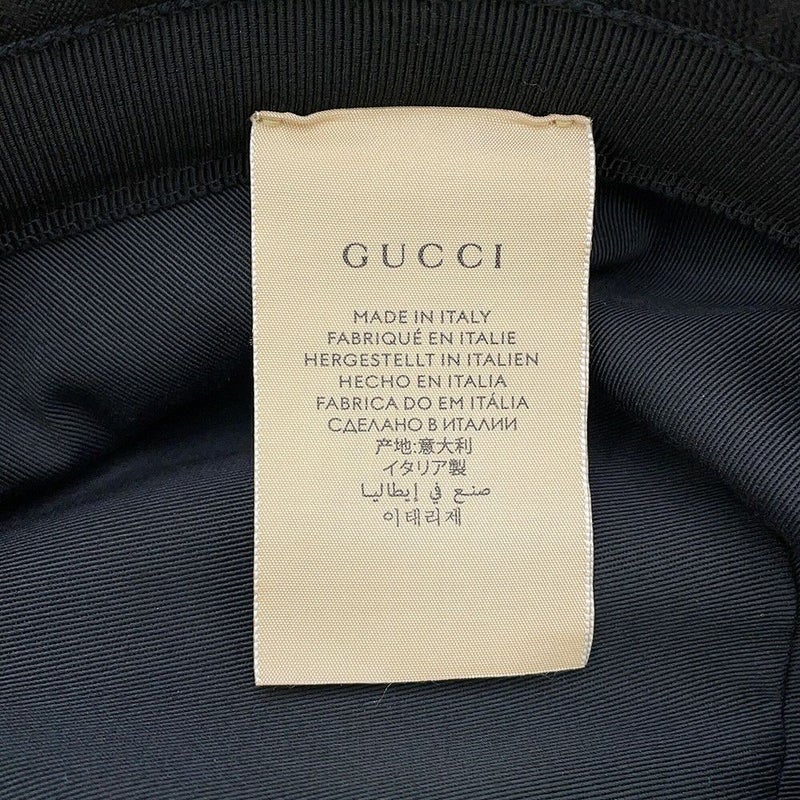 GUCCI
MADE IN ITALY
FABRIQUÉ EN ITALIE
HERGESTELLT IN ITALIEN
HECHO EN ITALIA
FABRICA DO EM ITÁLIA
СДЕЛАНО В ИТАЛИИ
产地:意大利
イタリア製
صنع في إيطاليا
이태리제